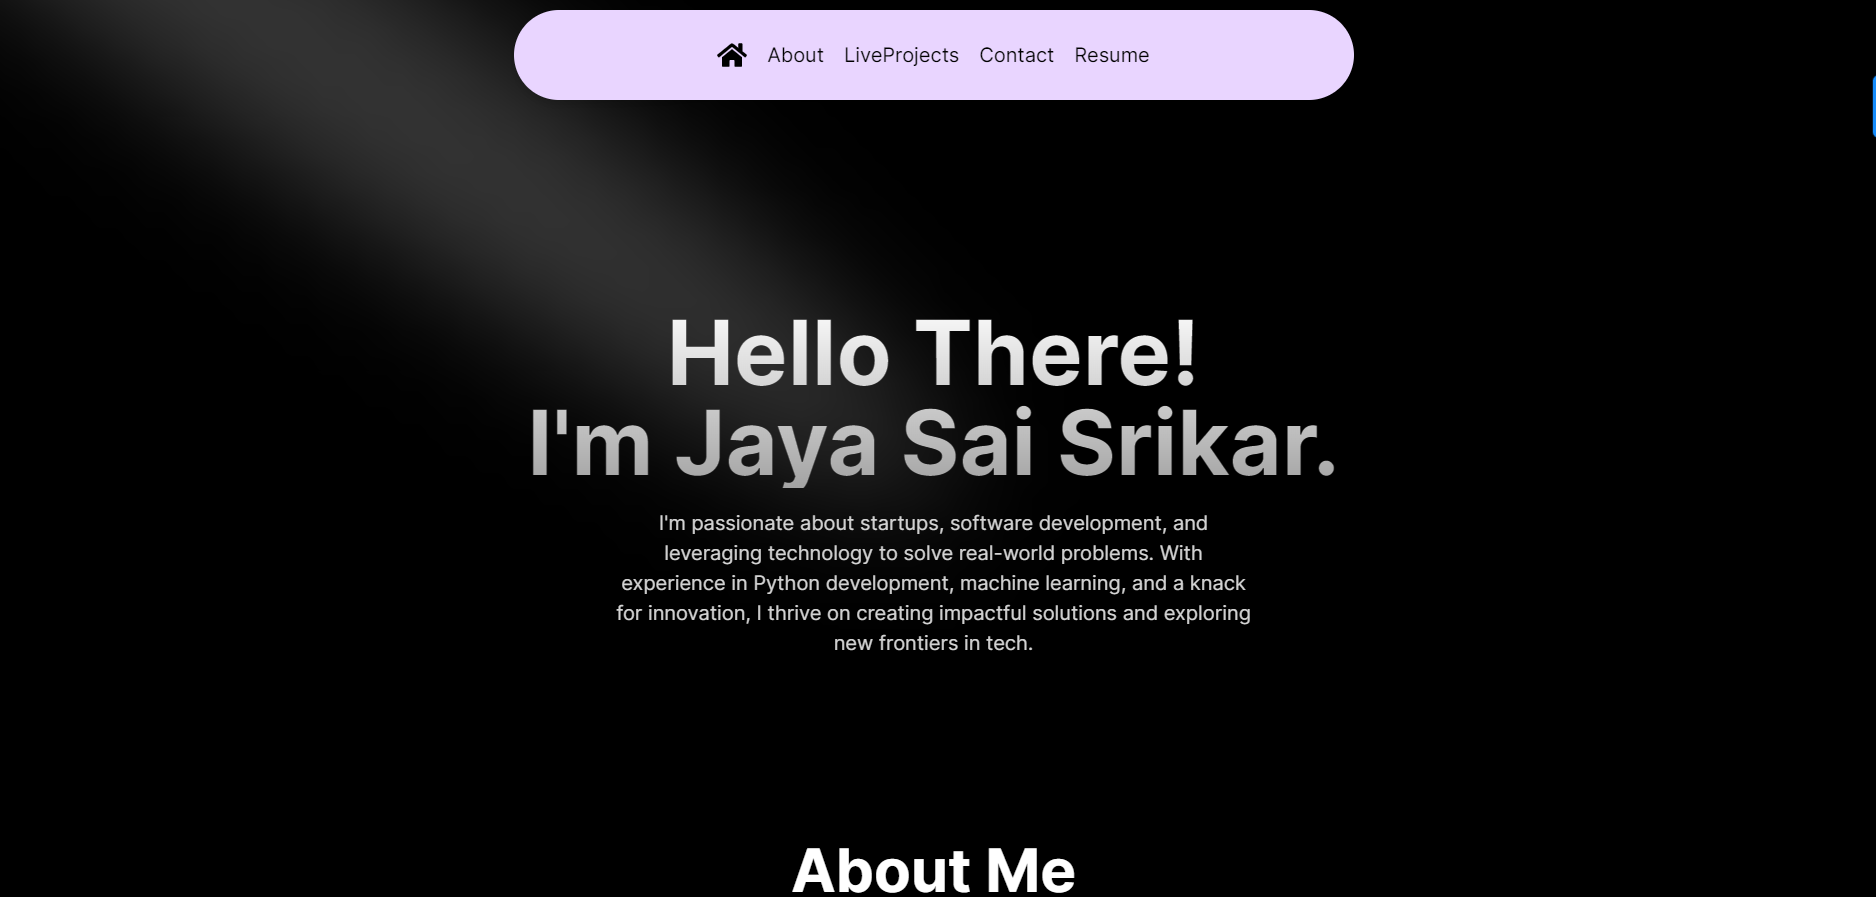 About LiveProjects Contact Resume
Hello There!
I'm Jaya Sai Srikar.
I'm passionate about startups, software development, and
leveraging technology to solve real-world problems. With
experience in Python development, machine learning, and a knack
for innovation, I thrive on creating impactful solutions and exploring
new frontiers in tech.
About Me